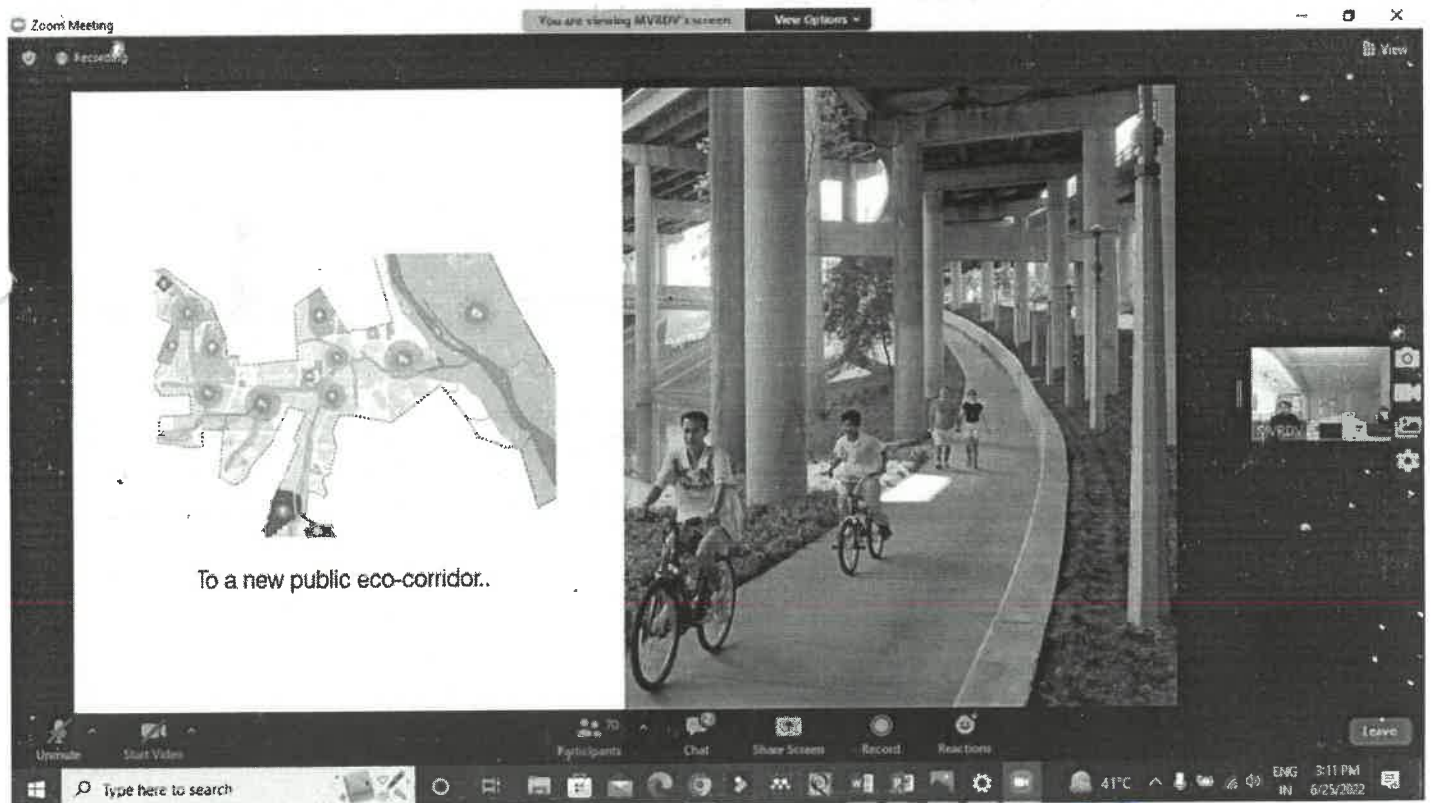 Zoom Meeting
You are viewing MVRDV's screen
View Options
Recording
View
To a new public eco-corridor..
MVRDV
Unmute
Start Video
70
Participants
2
Chat
Share Screen
Record
Reactions
Leave
Type here to search
41°C
ENG
IN
3:11 PM
6/25/2022